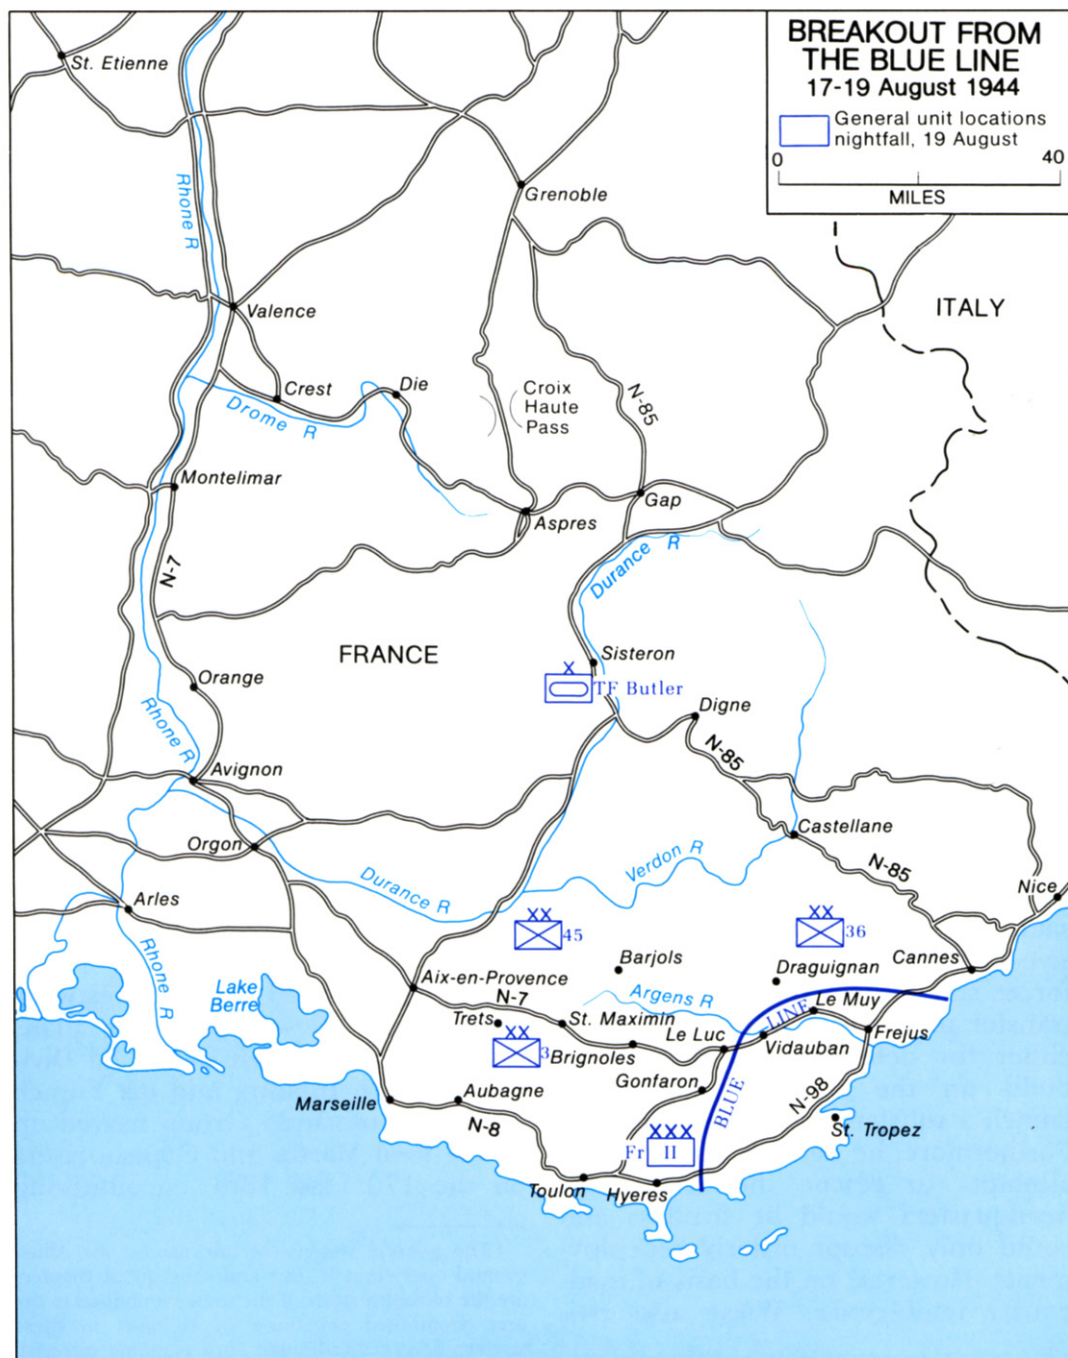 BREAKOUT FROM
THE BLUE LINE
17-19 August 1944
General unit locations
nightfall, 19 August
0 40
MILES
St. Etienne
Rhone R
Grenoble
ITALY
Valence
Crest
Die
Croix
Haute
Pass
N-85
Drome R
Montelimar
Gap
Aspres
N-7
Durance R
FRANCE
Sisteron
X
TF Butler
Orange
Digne
Rhone R
N-85
Avignon
Castellane
Orgon
Verdon R
N-85
Durance R
Nice
Arles
XX
45
XX
36
Rhone R
Barjols
Cannes
Draguignan
Lake
Berre
Aix-en-Provence
N-7
Argens R
Le Muy
LINE
Trets
St. Maximin
Le Luc
Frejus
XX
3
Brignoles
Vidauban
Gonfaron
BLUE
N-98
Marseille
Aubagne
N-8
St. Tropez
XXX
Fr II
Toulon
Hyeres